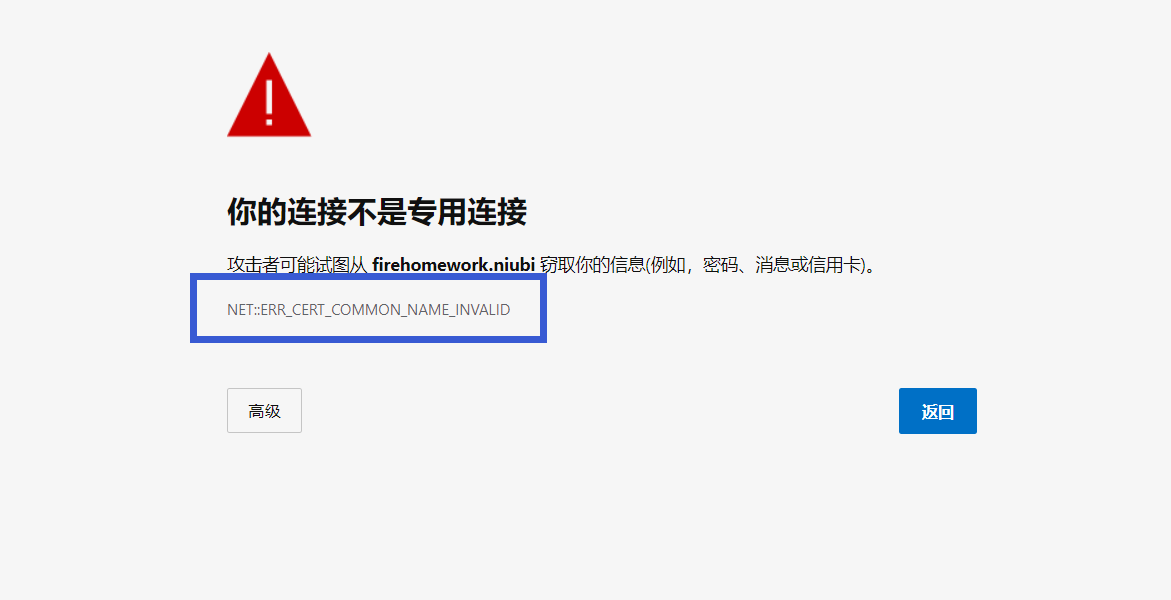 你的连接不是专用连接
攻击者可能试图从 firehomework.niubi 窃取你的信息(例如，密码、消息或信用卡)。
NET::ERR_CERT_COMMON_NAME_INVALID
高级
返回